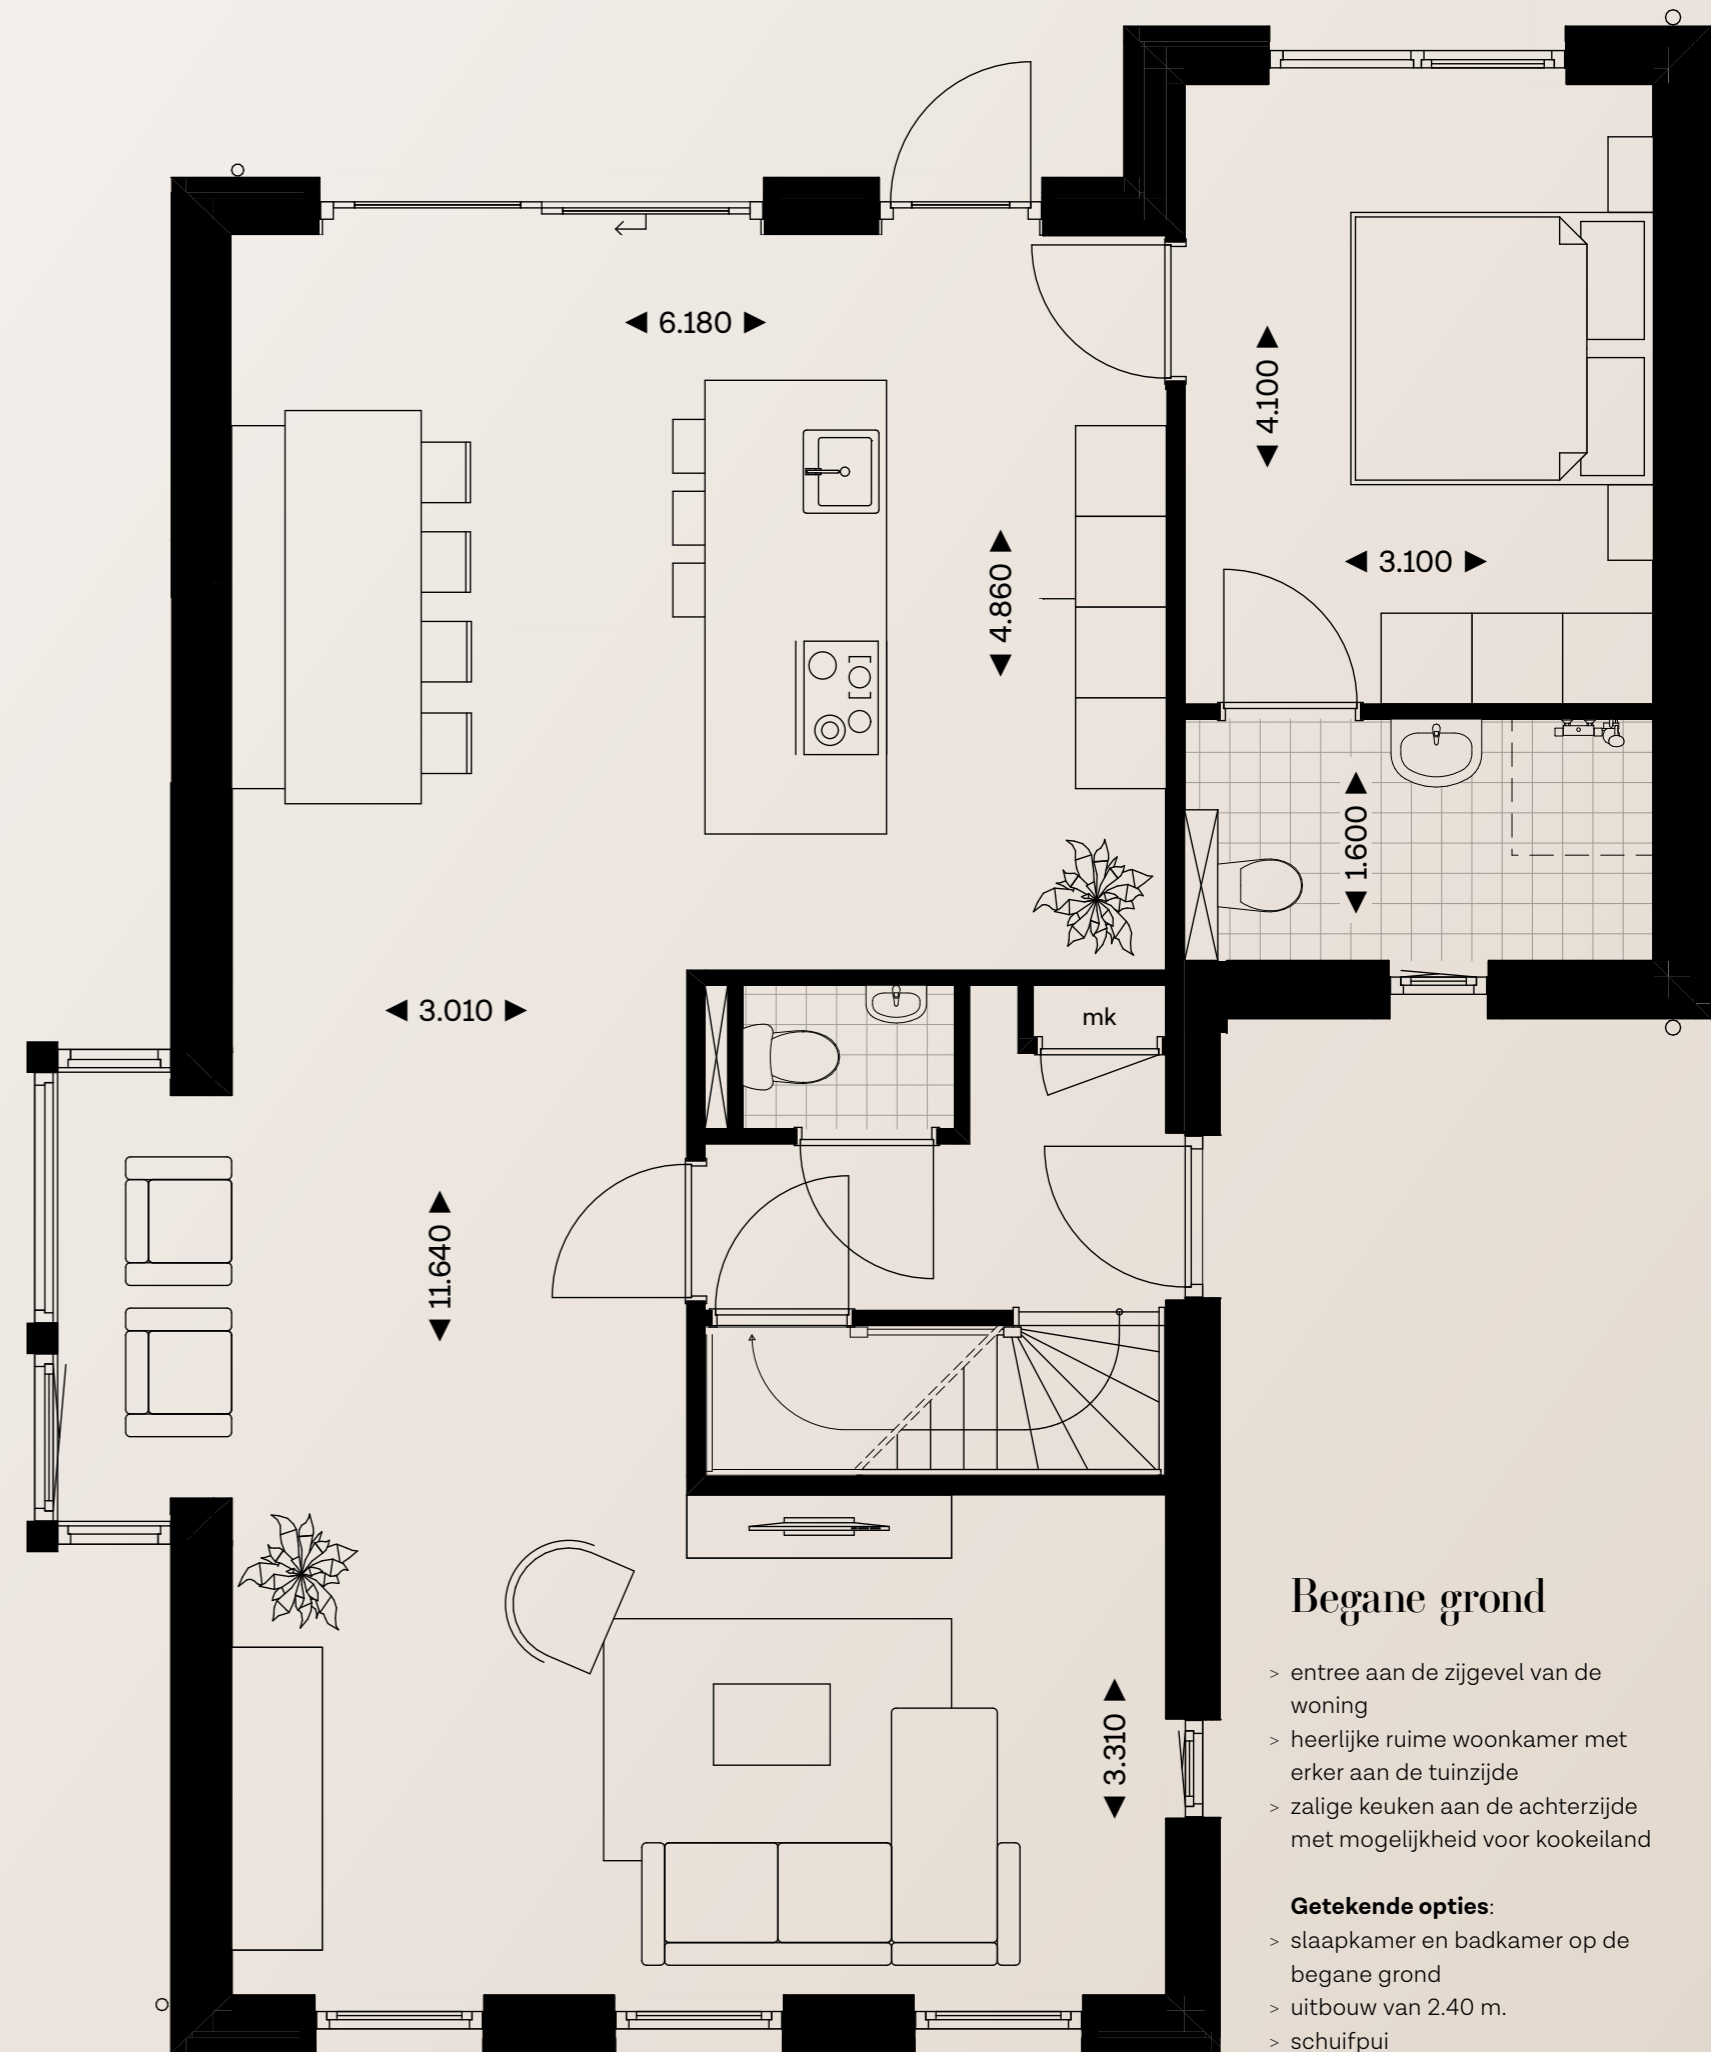 6.180
4.100
3.100
4.860
1.600
3.010
mk
11.640
3.310
Begane grond
> entree aan de zijgevel van de
woning
> heerlijke ruime woonkamer met
erker aan de tuinzijde
> zalige keuken aan de achterzijde
met mogelijkheid voor kookeiland
Getekende opties:
> slaapkamer en badkamer op de
begane grond
> uitbouw van 2.40 m.
> schuifpui